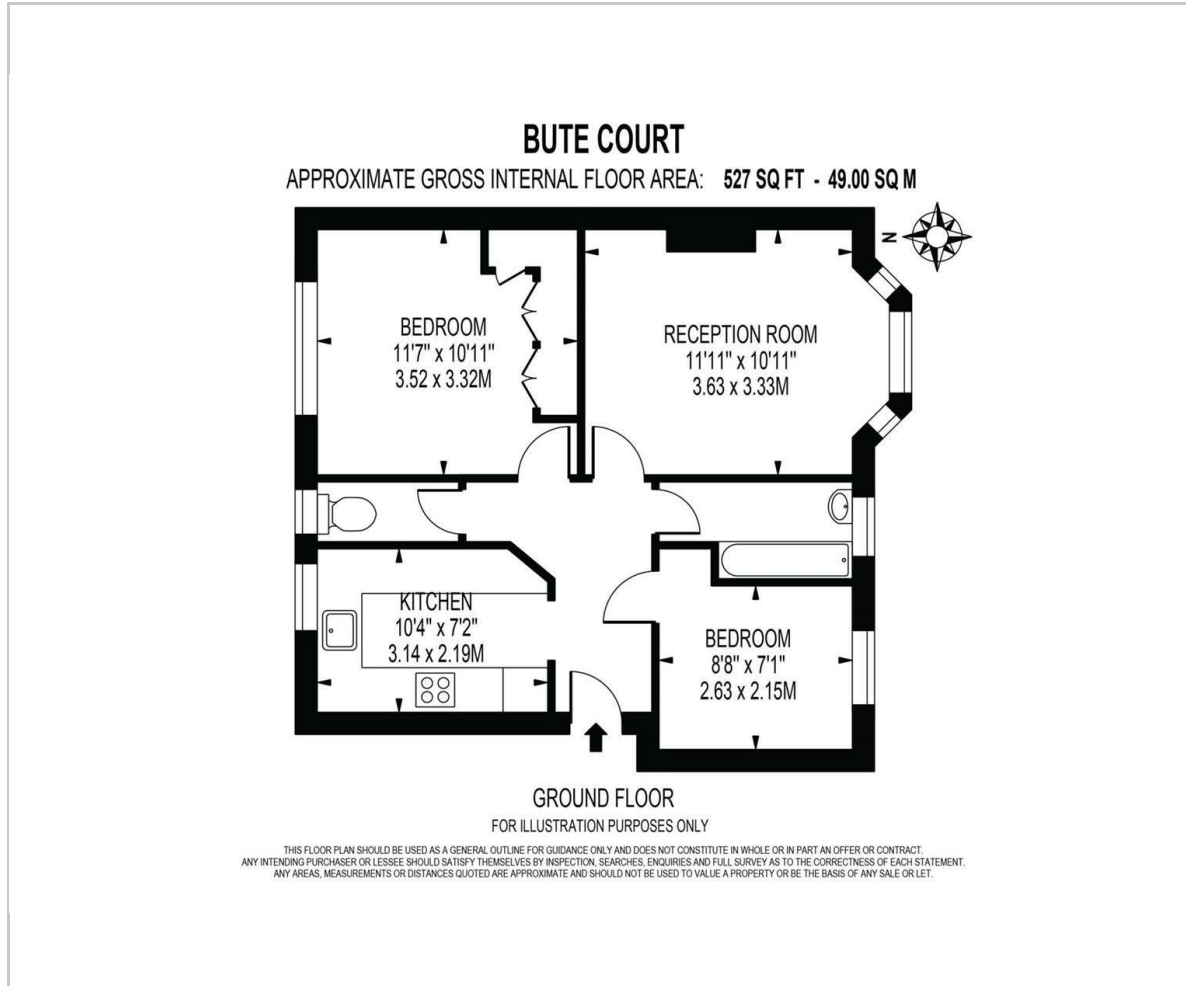 BUTE COURT
APPROXIMATE GROSS INTERNAL FLOOR AREA: 527 SQ FT - 49.00 SQ M
N
BEDROOM
11'7" x 10'11"
3.52 x 3.32M
RECEPTION ROOM
11'11" x 10'11"
3.63 x 3.33M
KITCHEN
10'4" x 7'2"
3.14 x 2.19M
BEDROOM
8'8" x 7'1"
2.63 x 2.15M
GROUND FLOOR
FOR ILLUSTRATION PURPOSES ONLY
THIS FLOOR PLAN SHOULD BE USED AS A GENERAL OUTLINE FOR GUIDANCE ONLY AND DOES NOT CONSTITUTE IN WHOLE OR IN PART AN OFFER OR CONTRACT.
ANY INTENDING PURCHASER OR LESSEE SHOULD SATISFY THEMSELVES BY INSPECTION, SEARCHES, ENQUIRIES AND FULL SURVEY AS TO THE CORRECTNESS OF EACH STATEMENT.
ANY AREAS, MEASUREMENTS OR DISTANCES QUOTED ARE APPROXIMATE AND SHOULD NOT BE USED TO VALUE A PROPERTY OR BE THE BASIS OF ANY SALE OR LET.